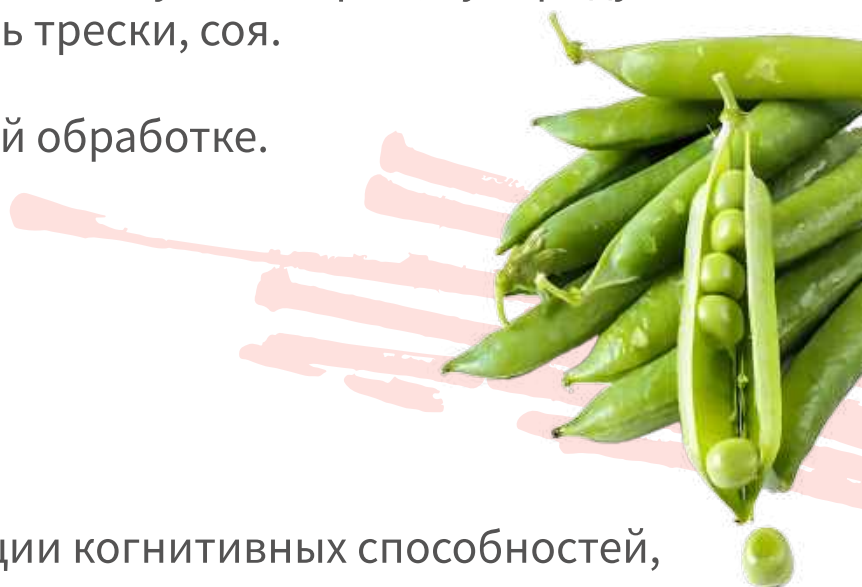 ь трески, соя.
й обработке.
ции когнитивных способностей,